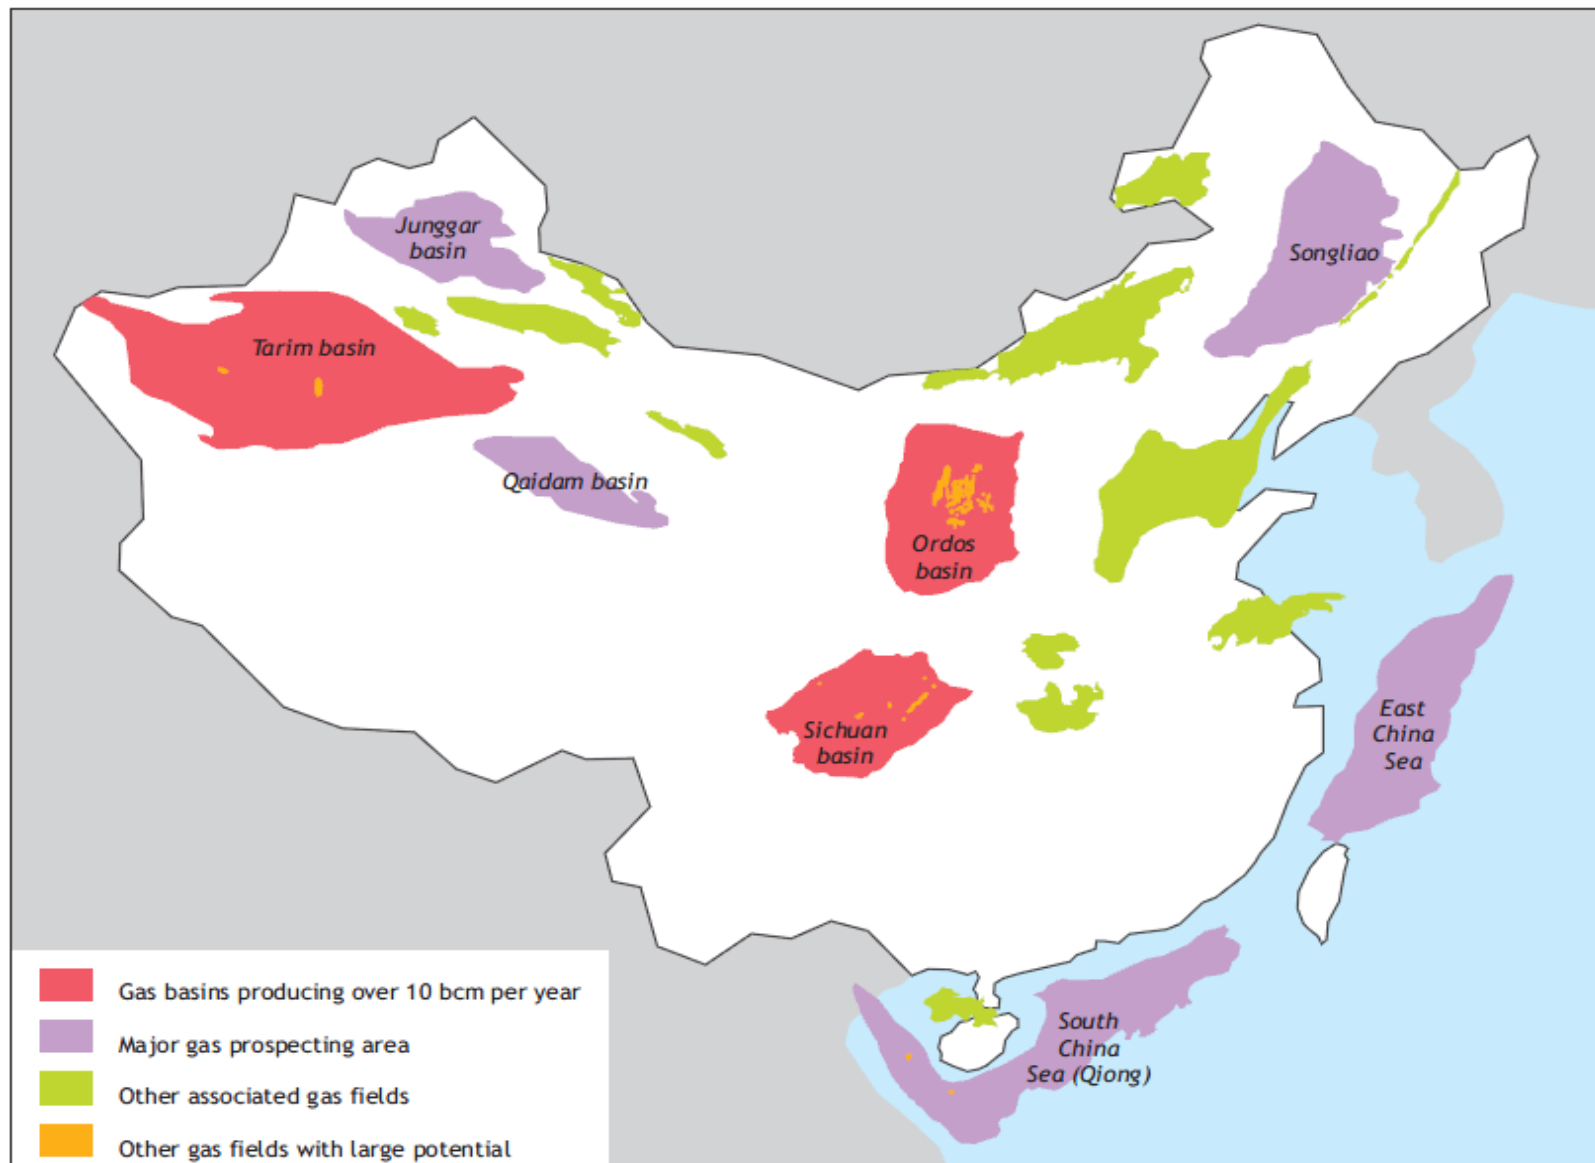 Junggar
basin
Songliao
Tarim basin
Qaidam basin
Ordos
basin
Sichuan
basin
East
China
Sea
South
China
Sea (Qiong)
Gas basins producing over 10 bcm per year
Major gas prospecting area
Other associated gas fields
Other gas fields with large potential